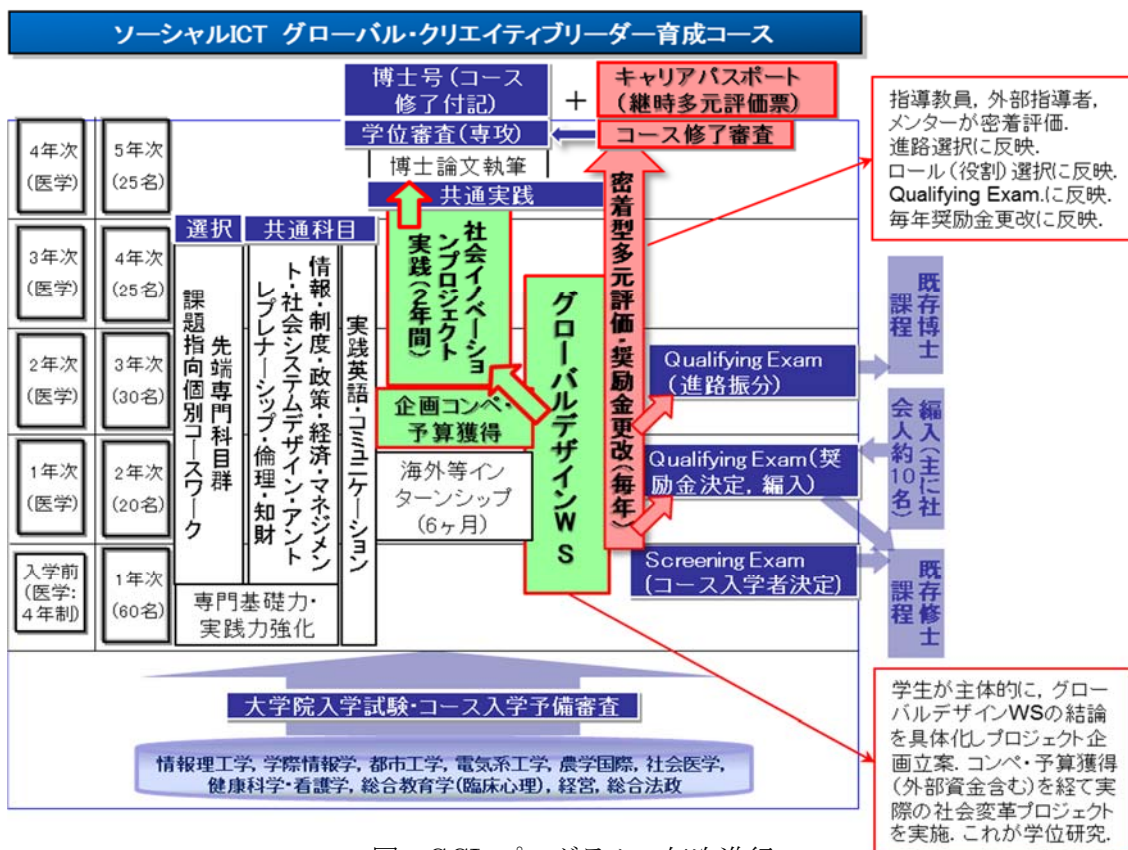 ソーシャルICT グローバル・クリエイティブリーダー育成コース
博士号(コース
修了付記)
+
キャリアパスポート
(継時多元評価票)
学位審査(専攻)
コース修了審査
博士論文執筆
共通実践
4年次
(医学)
5年次
(25名)
3年次
(医学)
4年次
(25名)
2年次
(医学)
3年次
(30名)
1年次
(医学)
2年次
(20名)
入学前
(医学:
4年制)
1年次
(60名)
選択
共通科目
先端専門科目群
課題指向個別コースワーク
情報・制度・政策・経済・マネジメン
ト・社会システムデザイン・アント
レプレナーシップ・倫理・知財
実践英語・コミュニケーション
専門基礎力・
実践力強化
社会イノベーショ
ンプロジェクト
実践(2年間)
企画コンペ・
予算獲得
海外等イン
ターンシップ
(6ヶ月)
グローバルデザインWS
密着型多元評価・奨励金更改(毎年)
Qualifying Exam
(進路振分)
Qualifying Exam(奨
励金決定, 編入)
Screening Exam
(コース入学者決定)
既存博士
課程
編入(主に社
会人約10名)
既存修士
課程
指導教員, 外部指導者,
メンターが密着評価.
進路選択に反映.
ロール(役割)選択に反映.
Qualifying Exam.に反映.
毎年奨励金更改に反映.
学生が主体的に, グロー
バルデザインWSの結論
を具体化しプロジェクト企
画立案. コンペ・予算獲得
(外部資金含む)を経て実
際の社会変革プロジェクト
を実施. これが学位研究.
大学院入学試験・コース入学予備審査
情報理工学, 学際情報学, 都市工学, 電気系工学, 農学国際, 社会医学,
健康科学・看護学, 総合教育学(臨床心理), 経営, 総合法政